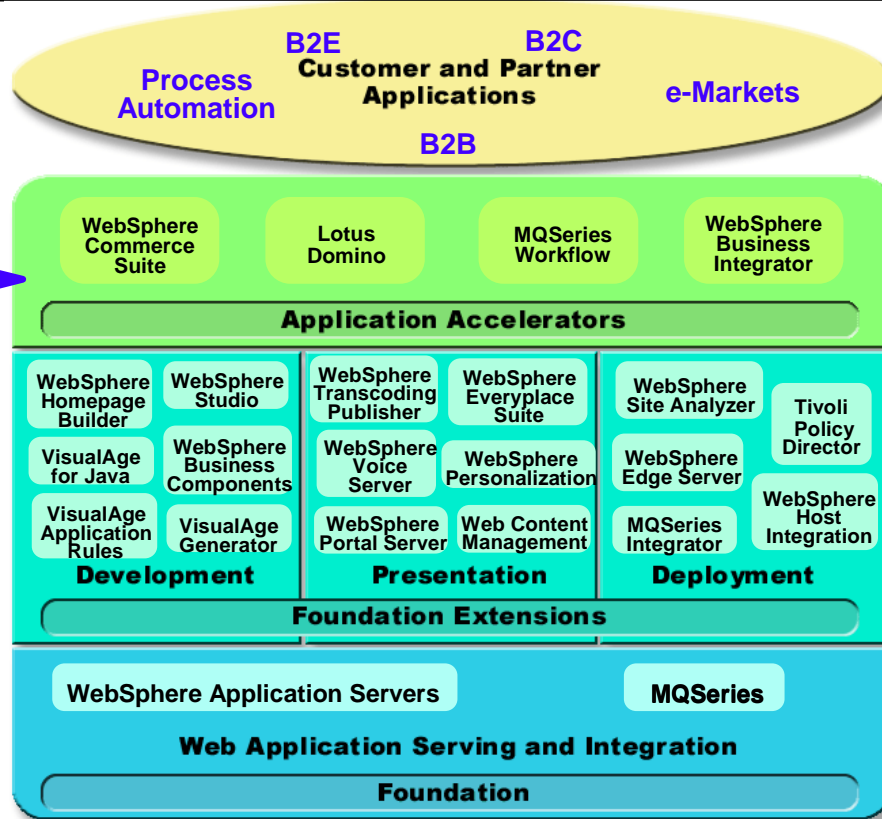 B2E
B2C
Customer and Partner
Applications
Process
Automation
e-Markets
B2B
WebSphere
Commerce
Suite
Lotus
Domino
MQSeries
Workflow
WebSphere
Business
Integrator
Application Accelerators
WebSphere
Homepage
Builder
WebSphere
Studio
VisualAge
for Java
WebSphere
Business
Components
VisualAge
Application
Rules
VisualAge
Generator
Development
WebSphere
Transcoding
Publisher
WebSphere
Everyplace
Suite
WebSphere
Voice
Server
WebSphere
Personalization
WebSphere
Portal Server
Web Content
Management
Presentation
WebSphere
Site Analyzer
Tivoli
Policy
Director
WebSphere
Edge Server
WebSphere
Host
Integration
MQSeries
Integrator
Deployment
Foundation Extensions
WebSphere Application Servers
MQSeries
Web Application Serving and Integration
Foundation